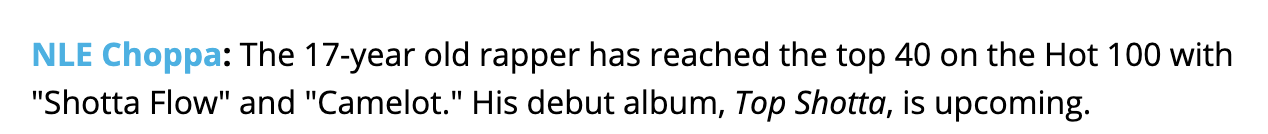 NLE Choppa: The 17-year old rapper has reached the top 40 on the Hot 100 with
"Shotta Flow" and "Camelot." His debut album, Top Shotta, is upcoming.